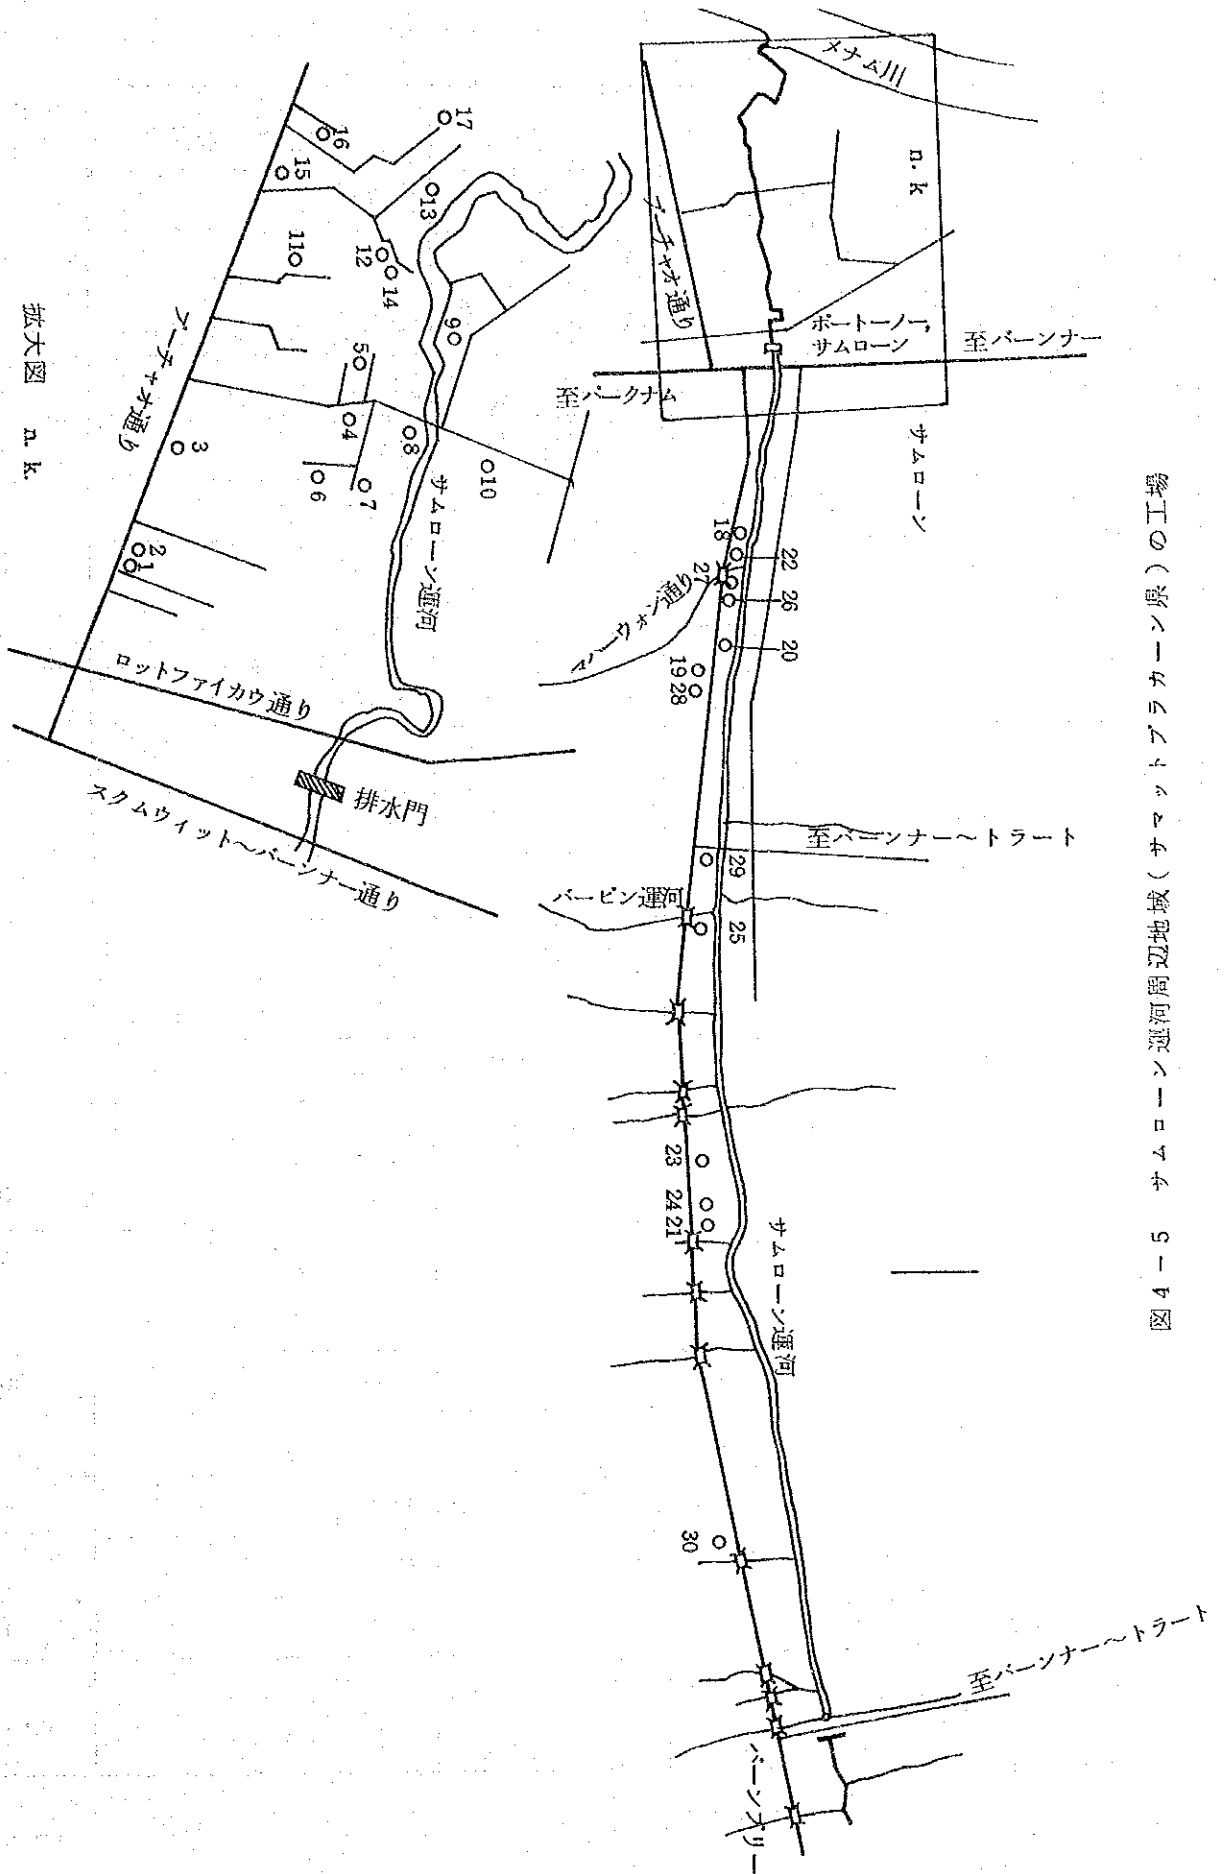 図4-5 サムローン運河周辺地域(サマットプラカーン県)の工場
メナム川
n. k
プーチャオ通り
ポートーノー,
サムローン
至バーンナー
至パークナム
サムローン
18
22
27
26
20
19 28
至バーンナー〜トラート
29
バーピン運河
25
23
24 21
サムローン運河
30
至バーンナー〜トラート
バーンプリー
拡大図 n. k.
17
16
15
13
12
14
11
9
5
4
8
10
3
6
7
2
1
プーチャオ通り
サムローン運河
ロットファイカウ通り
排水門
スクムウィット〜バーンナー通り